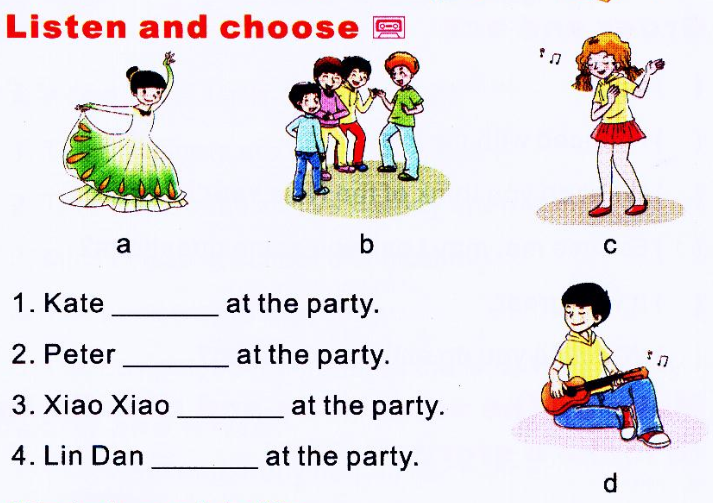 Listen and choose
a
b
c
1. Kate _______ at the party.
2. Peter _______ at the party.
3. Xiao Xiao _______ at the party.
4. Lin Dan _______ at the party.
d